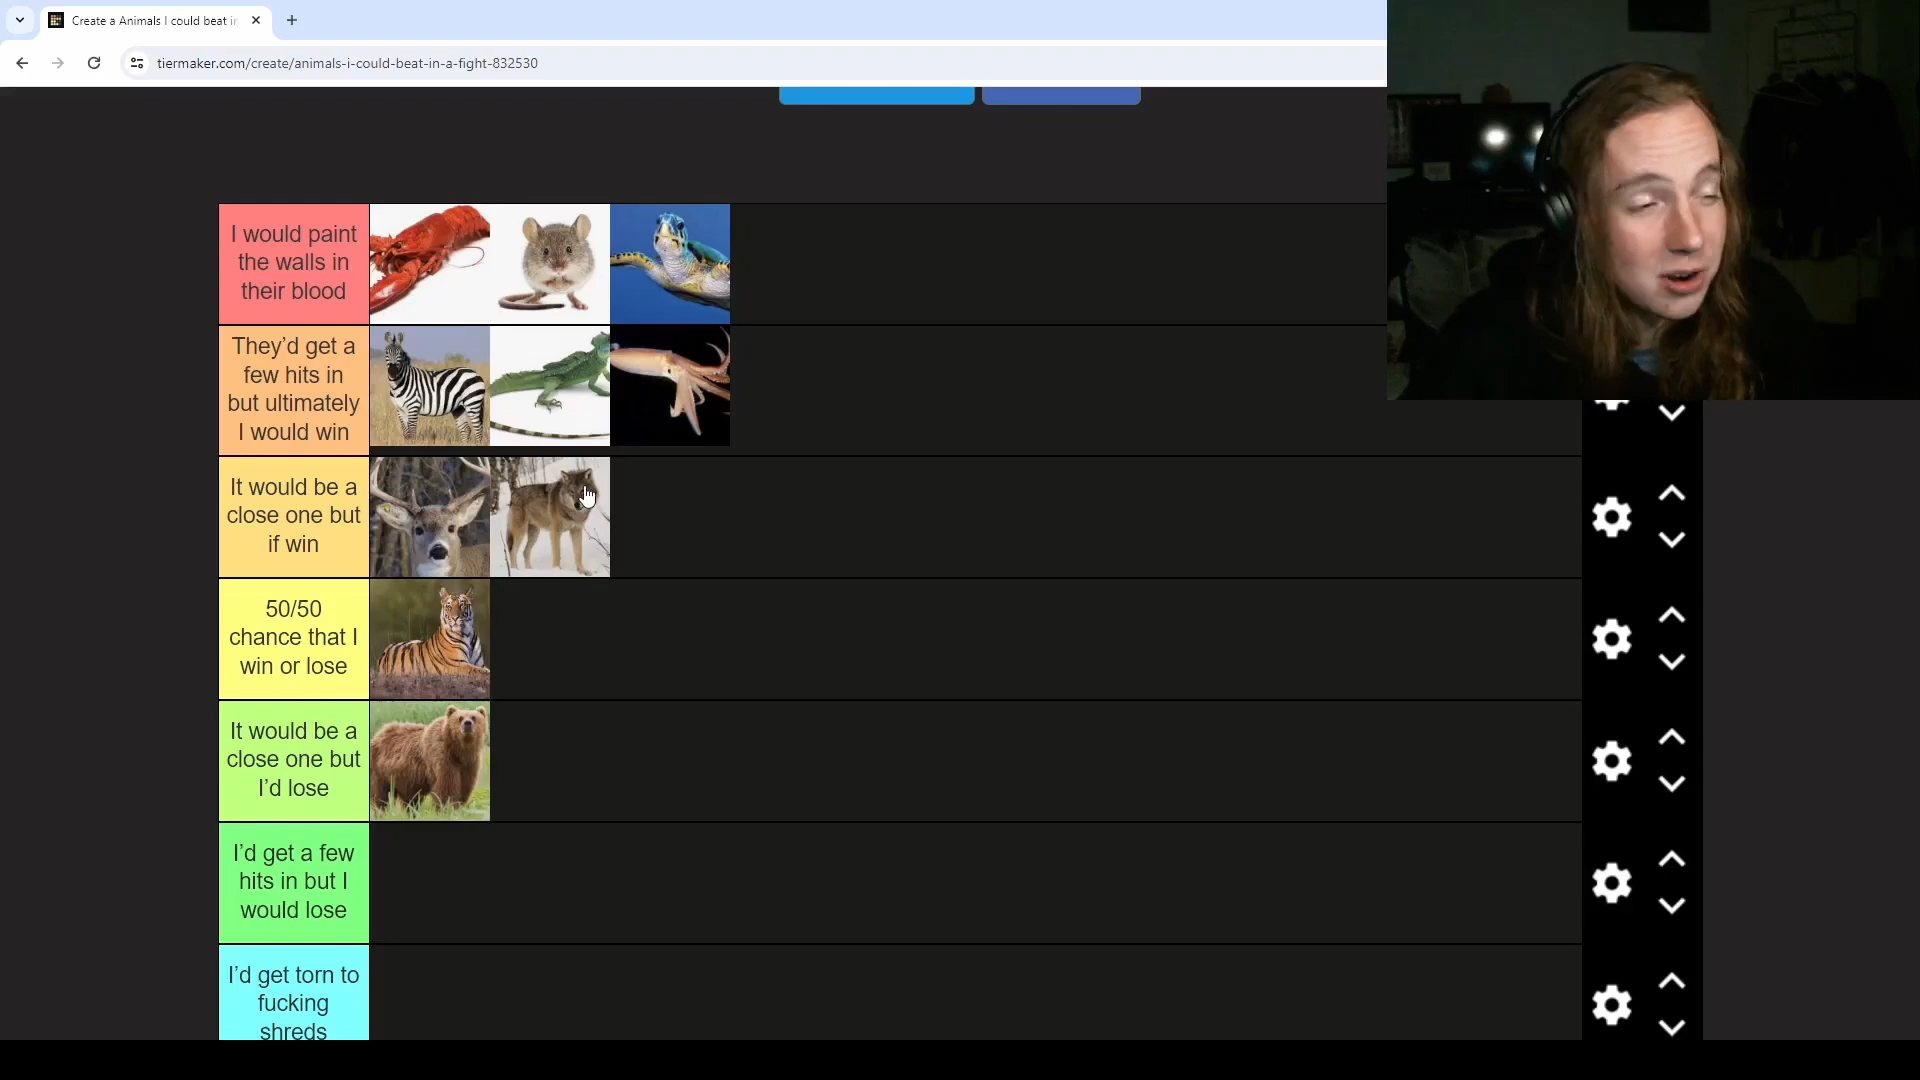 Create a Animals I could beat in
tiermaker.com/create/animals-i-could-beat-in-a-fight-832530
I would paint
the walls in
their blood
They’d get a
few hits in
but ultimately
I would win
It would be a
close one but
if win
50/50
chance that I
win or lose
It would be a
close one but
I’d lose
I’d get a few
hits in but I
would lose
I’d get torn to
fucking
shreds